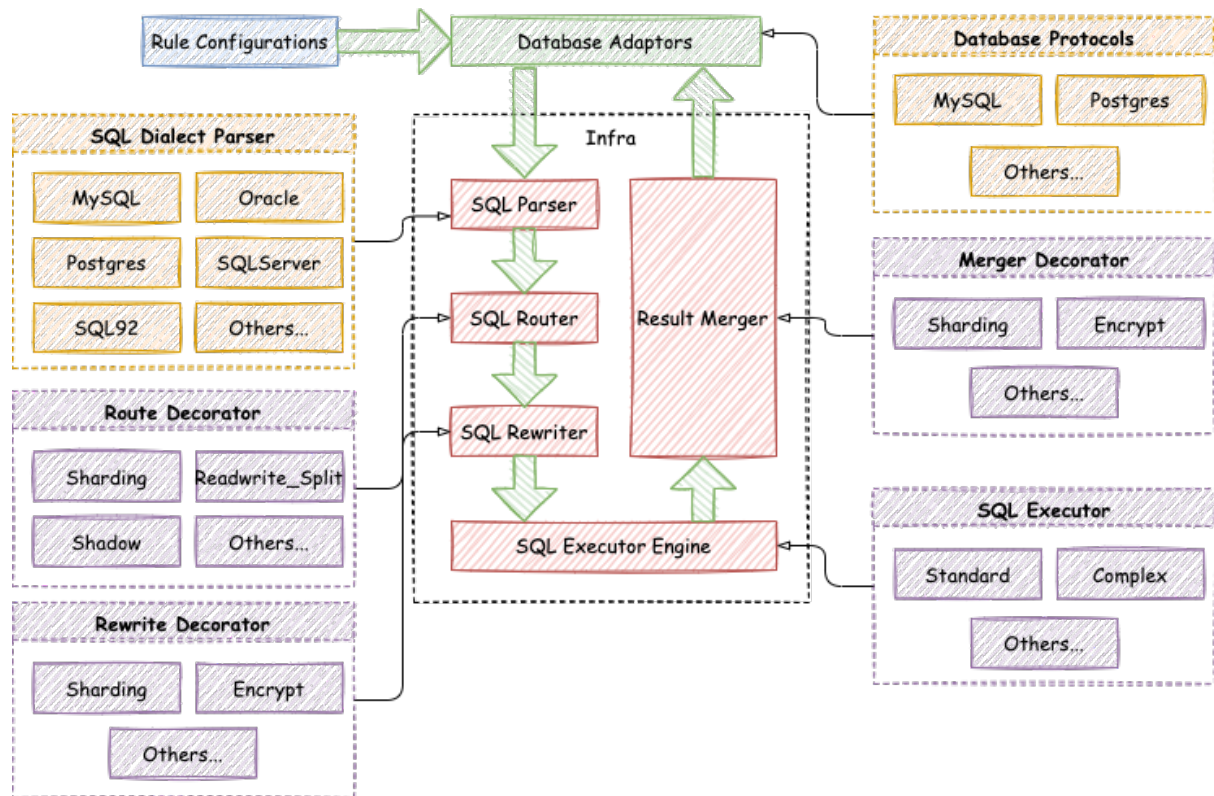 Rule Configurations
Database Adaptors
Database Protocols
MySQL
Postgres
Others...
SQL Dialect Parser
MySQL
Oracle
Postgres
SQLServer
SQL92
Others...
Infra
SQL Parser
SQL Router
SQL Rewriter
Result Merger
SQL Executor Engine
Merger Decorator
Sharding
Encrypt
Others...
Route Decorator
Sharding
Readwrite_Split
Shadow
Others...
SQL Executor
Standard
Complex
Others...
Rewrite Decorator
Sharding
Encrypt
Others...